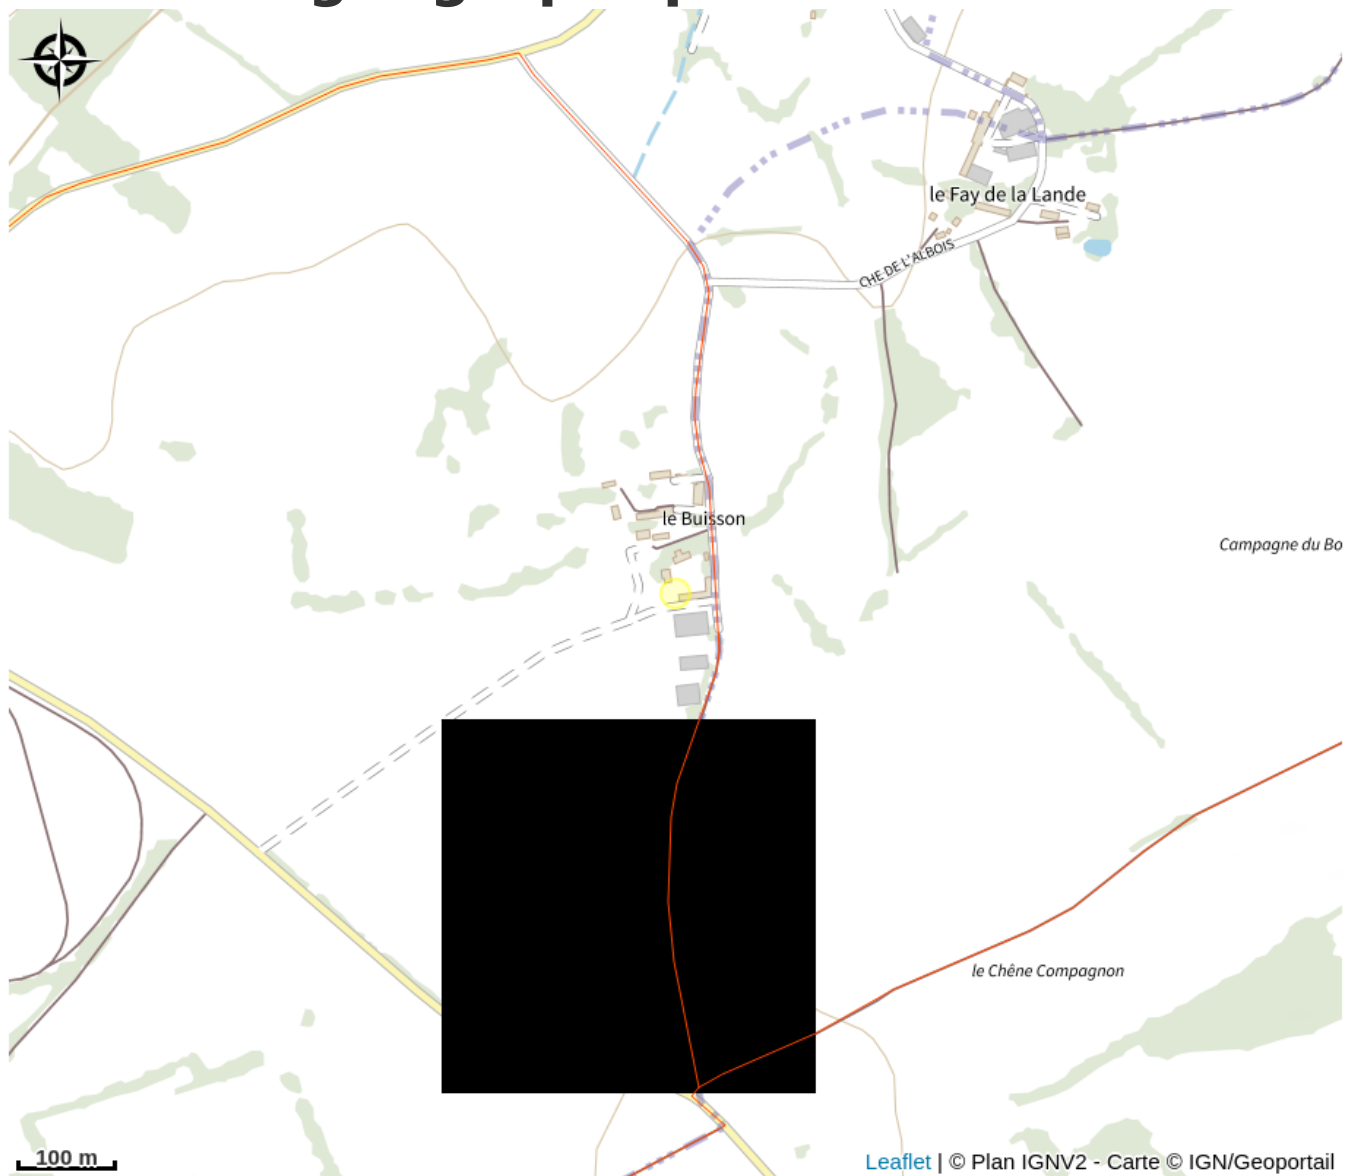 le Fay de la Lande
CHE DE L'ALBOIS
le Buisson
Campagne du Bo
le Chêne Compagnon
100 m
Leaflet | © Plan IGNV2 - Carte © IGN/Geoportail